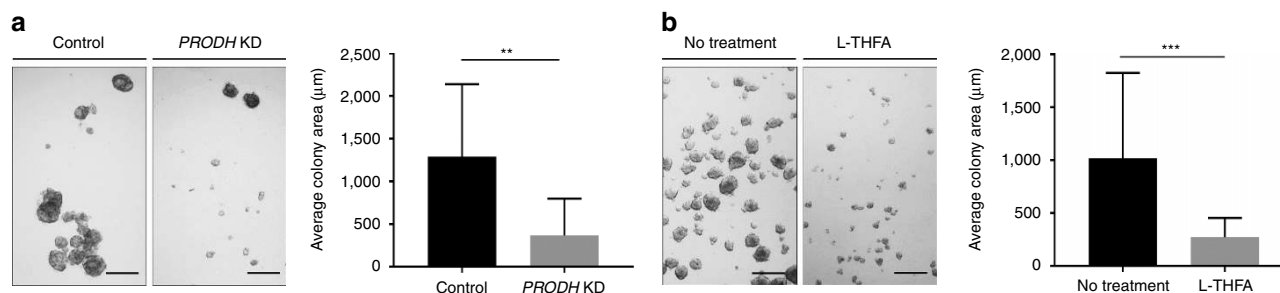 a
Control
PRODH KD
Average colony area (μm)
2,500
2,000
1,500
1,000
500
0
**
Control
PRODH KD
b
No treatment
L-THFA
Average colony area (μm)
2,000
1,500
1,000
500
0
***
No treatment
L-THFA